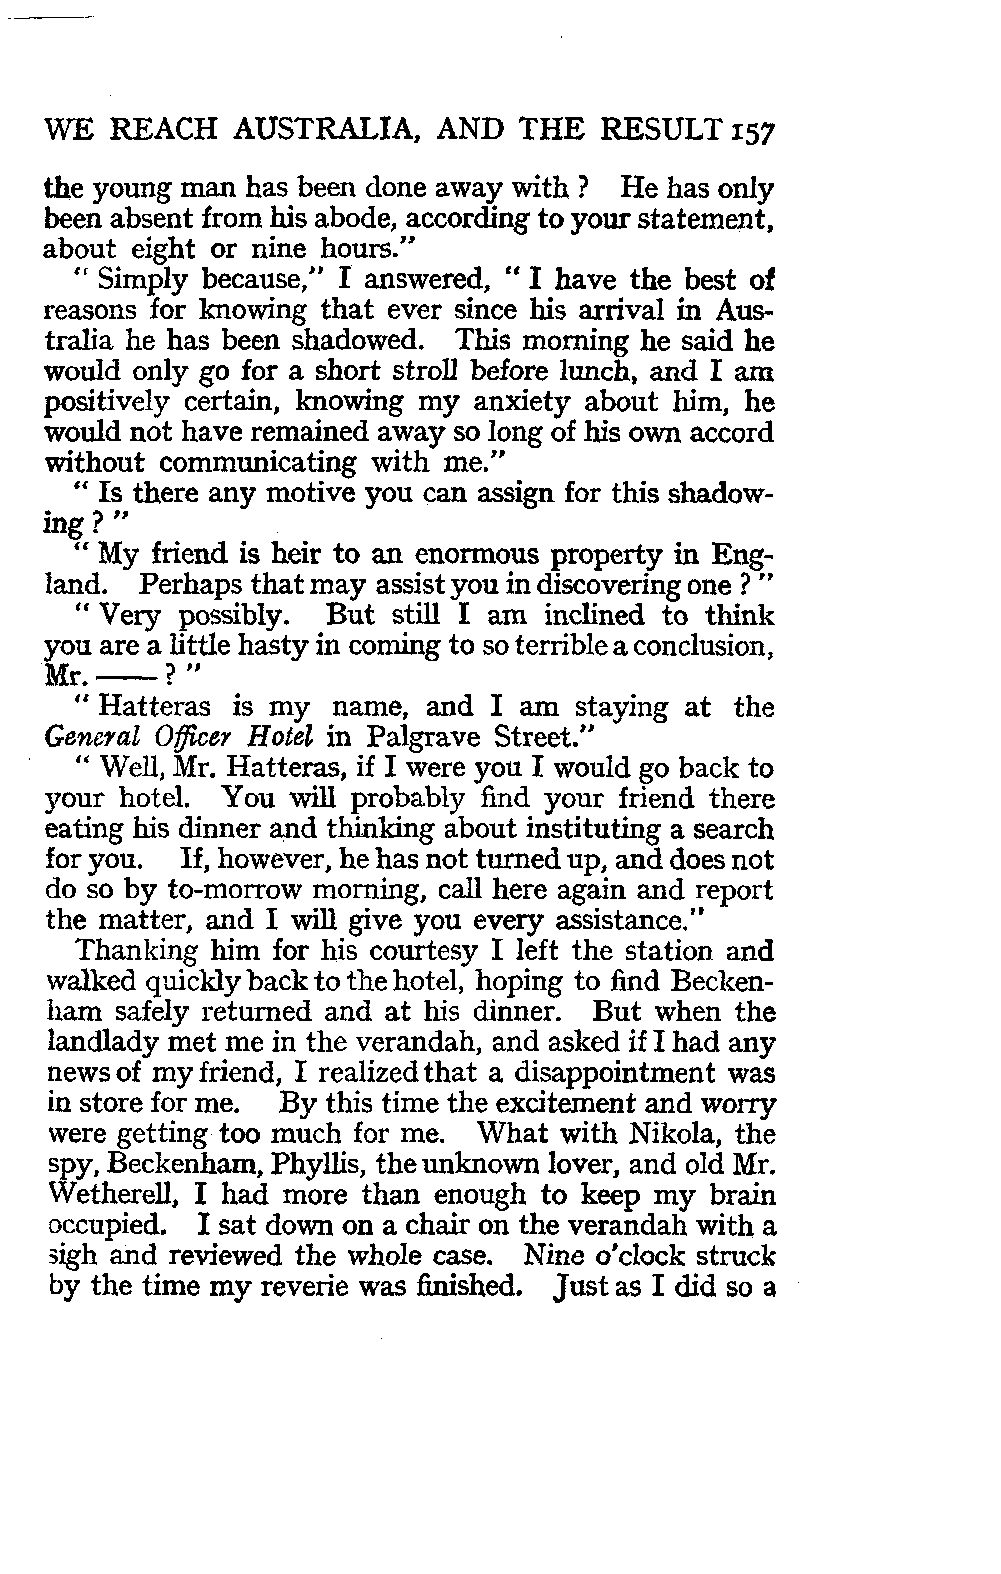 WE REACH AUSTRALIA, AND THE RESULT 157
the young man has been done away with ? He has only
been absent from his abode, according to your statement,
about eight or nine hours.”
“ Simply because,” I answered, “ I have the best of
reasons for knowing that ever since his arrival in Aus-
tralia he has been shadowed. This morning he said he
would only go for a short stroll before lunch, and I am
positively certain, knowing my anxiety about him, he
would not have remained away so long of his own accord
without communicating with me.”
“ Is there any motive you can assign for this shadow-
ing ? ”
“ My friend is heir to an enormous property in Eng-
land. Perhaps that may assist you in discovering one ? ”
“ Very possibly. But still I am inclined to think
you are a little hasty in coming to so terrible a conclusion,
Mr. —— ? ”
“ Hatteras is my name, and I am staying at the
General Officer Hotel in Palgrave Street.”
“ Well, Mr. Hatteras, if I were you I would go back to
your hotel. You will probably find your friend there
eating his dinner and thinking about instituting a search
for you. If, however, he has not turned up, and does not
do so by to-morrow morning, call here again and report
the matter, and I will give you every assistance.”
Thanking him for his courtesy I left the station and
walked quickly back to the hotel, hoping to find Becken-
ham safely returned and at his dinner. But when the
landlady met me in the verandah, and asked if I had any
news of my friend, I realized that a disappointment was
in store for me. By this time the excitement and worry
were getting too much for me. What with Nikola, the
spy, Beckenham, Phyllis, the unknown lover, and old Mr.
Wetherell, I had more than enough to keep my brain
occupied. I sat down on a chair on the verandah with a
sigh and reviewed the whole case. Nine o’clock struck
by the time my reverie was finished. Just as I did so a